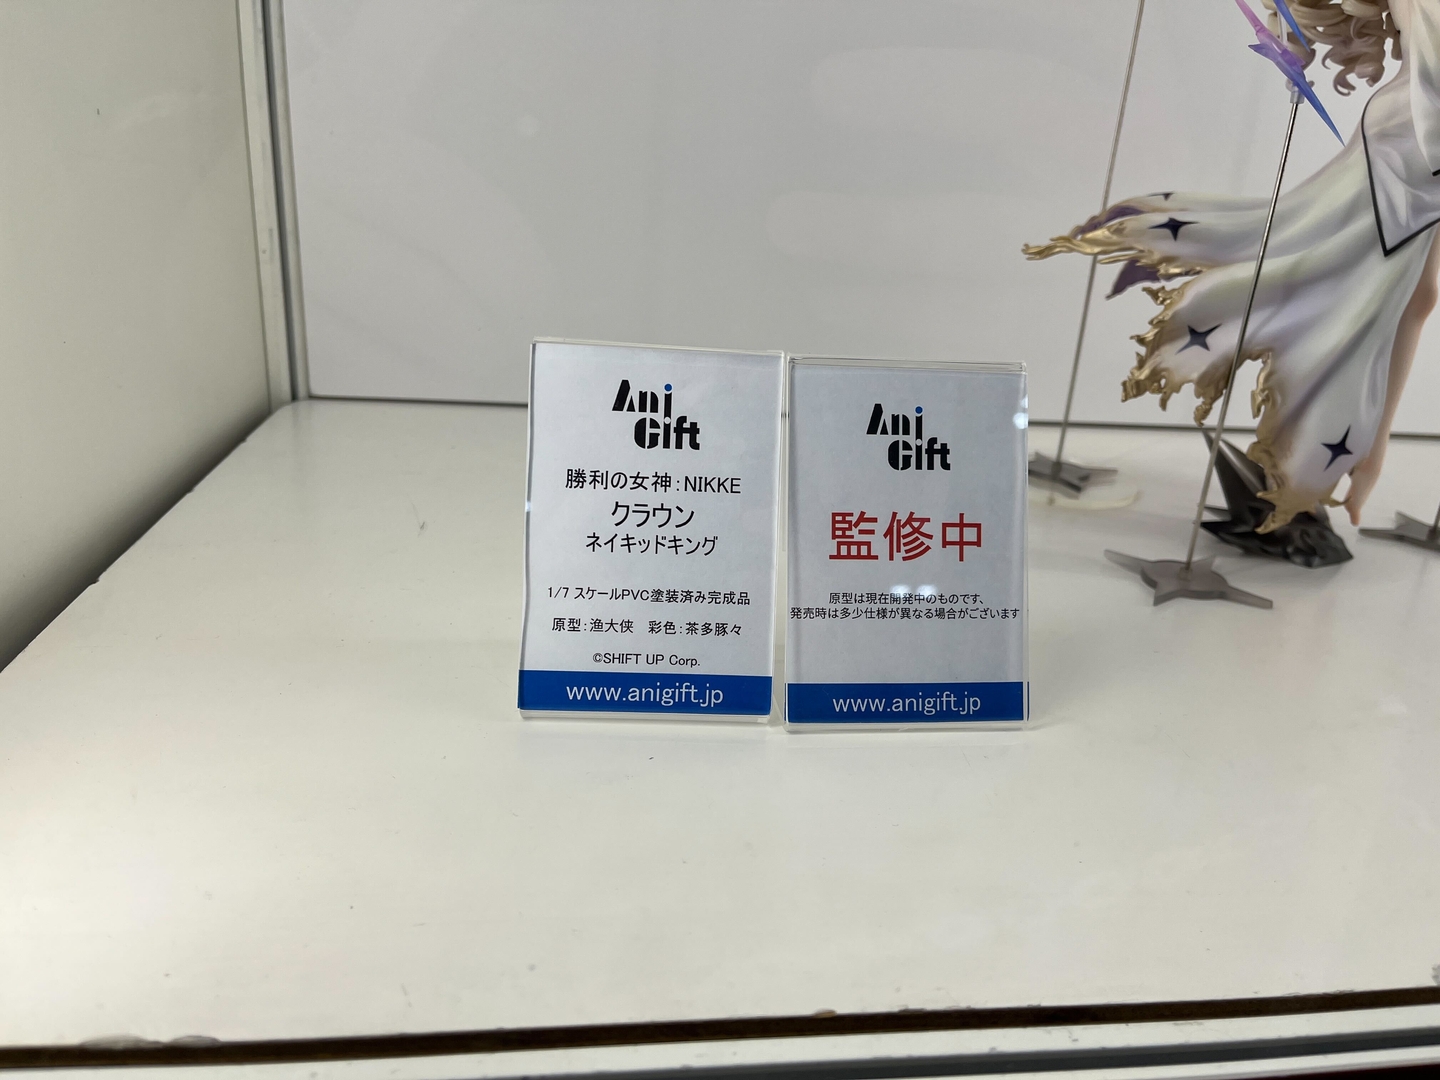 Ani
Gift
勝利の女神：NIKKE
クラウン
ネイキッドキング
1/7 スケールPVC塗装済み完成品
原型：漁大侠　彩色：茶多豚々
©SHIFT UP Corp.
www.anigift.jp
Ani
Gift
監修中
原型は現在開発中のものです、
発売時は多少仕様が異なる場合がございます
www.anigift.jp